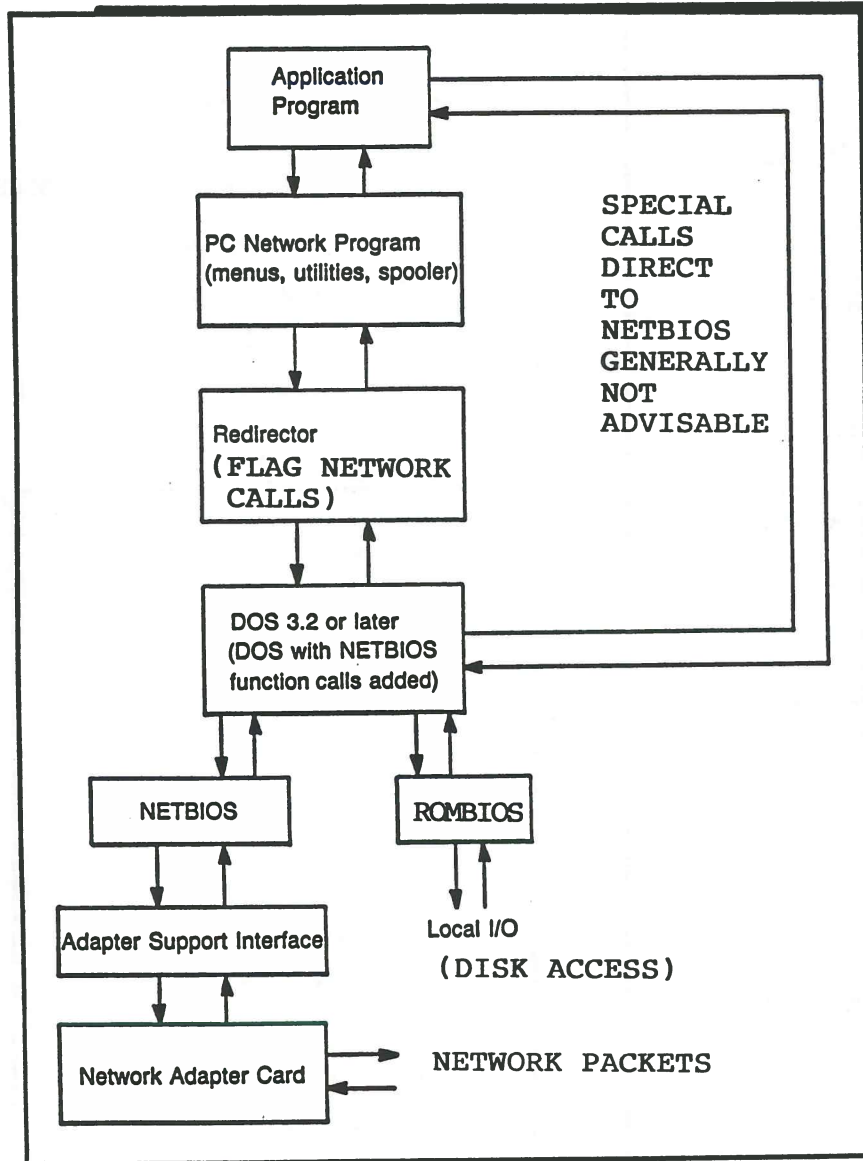 Application
Program
PC Network Program
(menus, utilities, spooler)
SPECIAL
CALLS
DIRECT
TO
NETBIOS
GENERALLY
NOT
ADVISABLE
Redirector
(FLAG NETWORK
CALLS)
DOS 3.2 or later
(DOS with NETBIOS
function calls added)
NETBIOS
ROMBIOS
Adapter Support Interface
Local I/O
(DISK ACCESS)
Network Adapter Card
NETWORK PACKETS